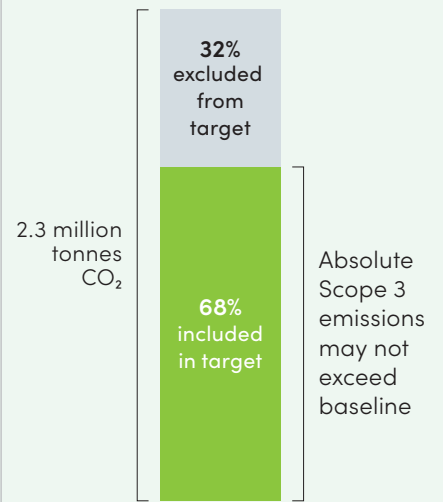 32%
excluded
from
target
2.3 million
tonnes
CO₂
68%
included
in target
Absolute
Scope 3
emissions
may not
exceed
baseline